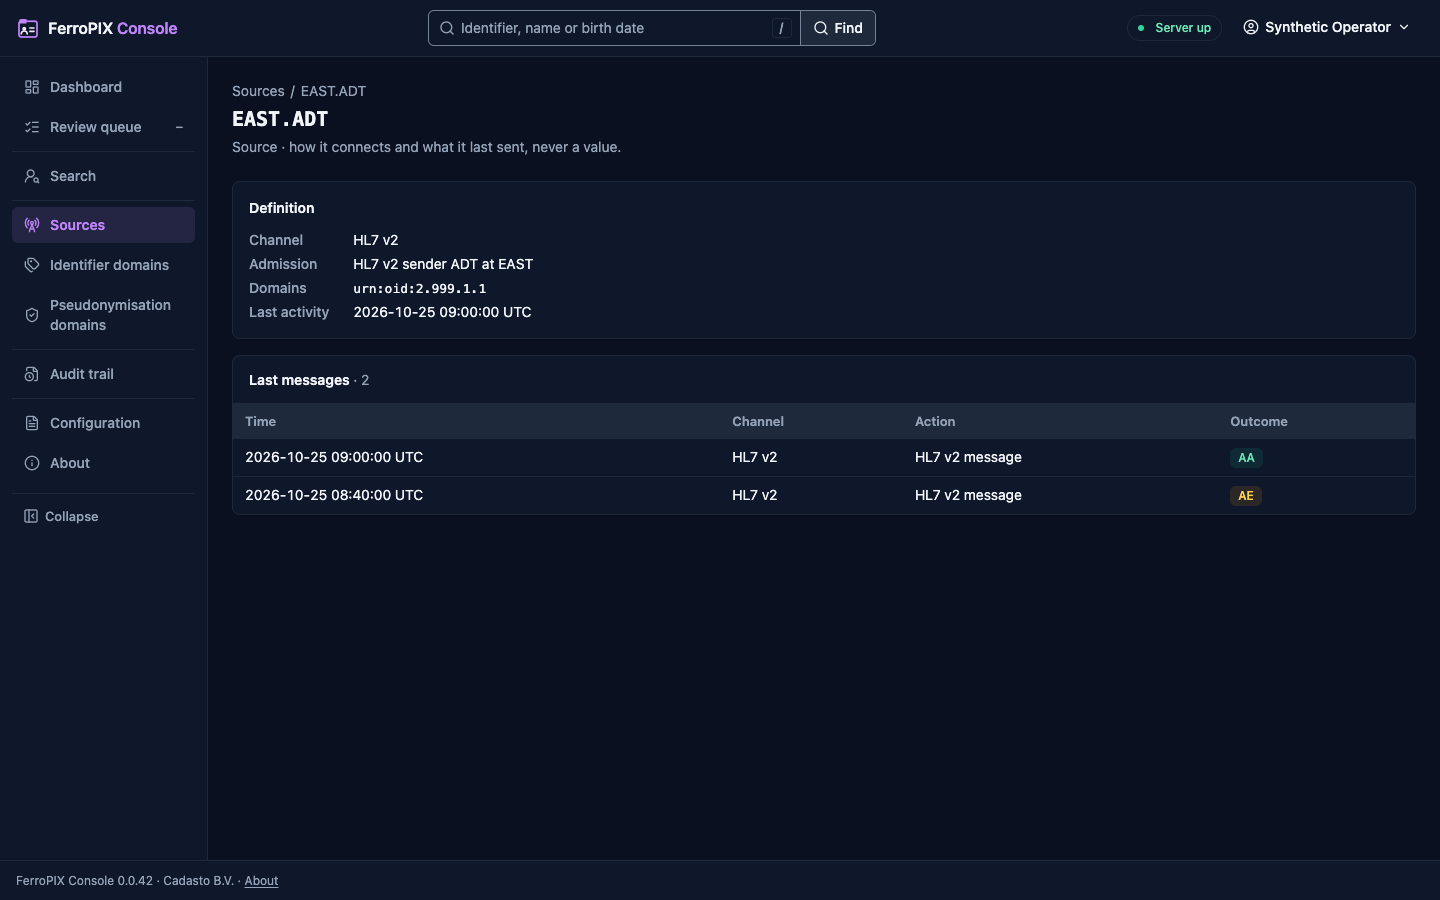 FerroPIX Console
Identifier, name or birth date
/
Find
Server up
Synthetic Operator
Dashboard
Review queue –
Search
Sources
Identifier domains
Pseudonymisation
domains
Audit trail
Configuration
About
Collapse
Sources / EAST.ADT
EAST.ADT
Source · how it connects and what it last sent, never a value.
Definition
Channel HL7 v2
Admission HL7 v2 sender ADT at EAST
Domains urn:oid:2.999.1.1
Last activity 2026-10-25 09:00:00 UTC
Last messages · 2
Time Channel Action Outcome
2026-10-25 09:00:00 UTC HL7 v2 HL7 v2 message AA
2026-10-25 08:40:00 UTC HL7 v2 HL7 v2 message AE
FerroPIX Console 0.0.42 · Cadasto B.V. · About